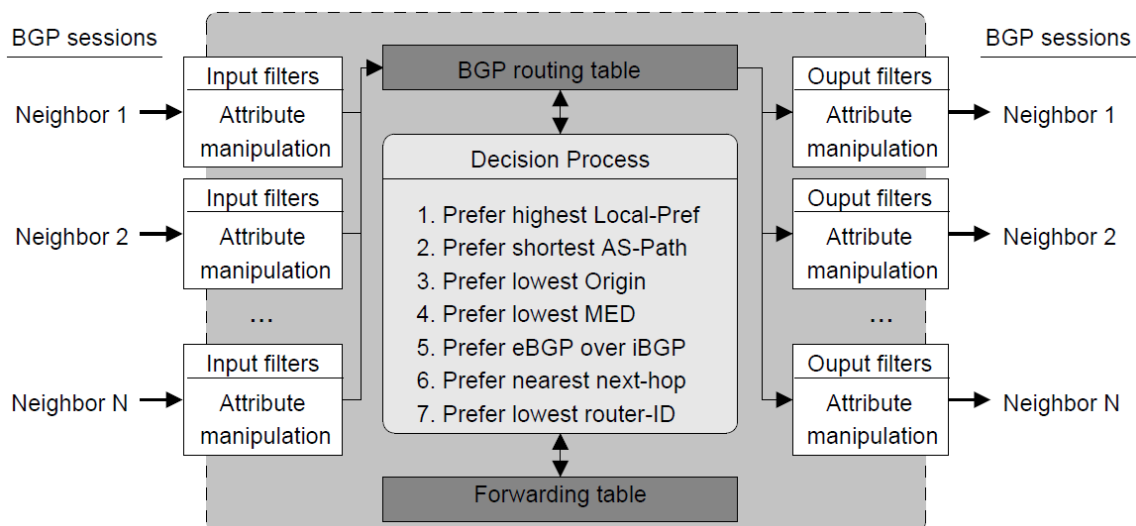 BGP sessions
Neighbor 1
Neighbor 2
Neighbor N
Input filters
Attribute
manipulation
Input filters
Attribute
manipulation
...
Input filters
Attribute
manipulation
BGP routing table
Decision Process
1. Prefer highest Local-Pref
2. Prefer shortest AS-Path
3. Prefer lowest Origin
4. Prefer lowest MED
5. Prefer eBGP over iBGP
6. Prefer nearest next-hop
7. Prefer lowest router-ID
Forwarding table
Ouput filters
Attribute
manipulation
Ouput filters
Attribute
manipulation
...
Ouput filters
Attribute
manipulation
BGP sessions
Neighbor 1
Neighbor 2
Neighbor N